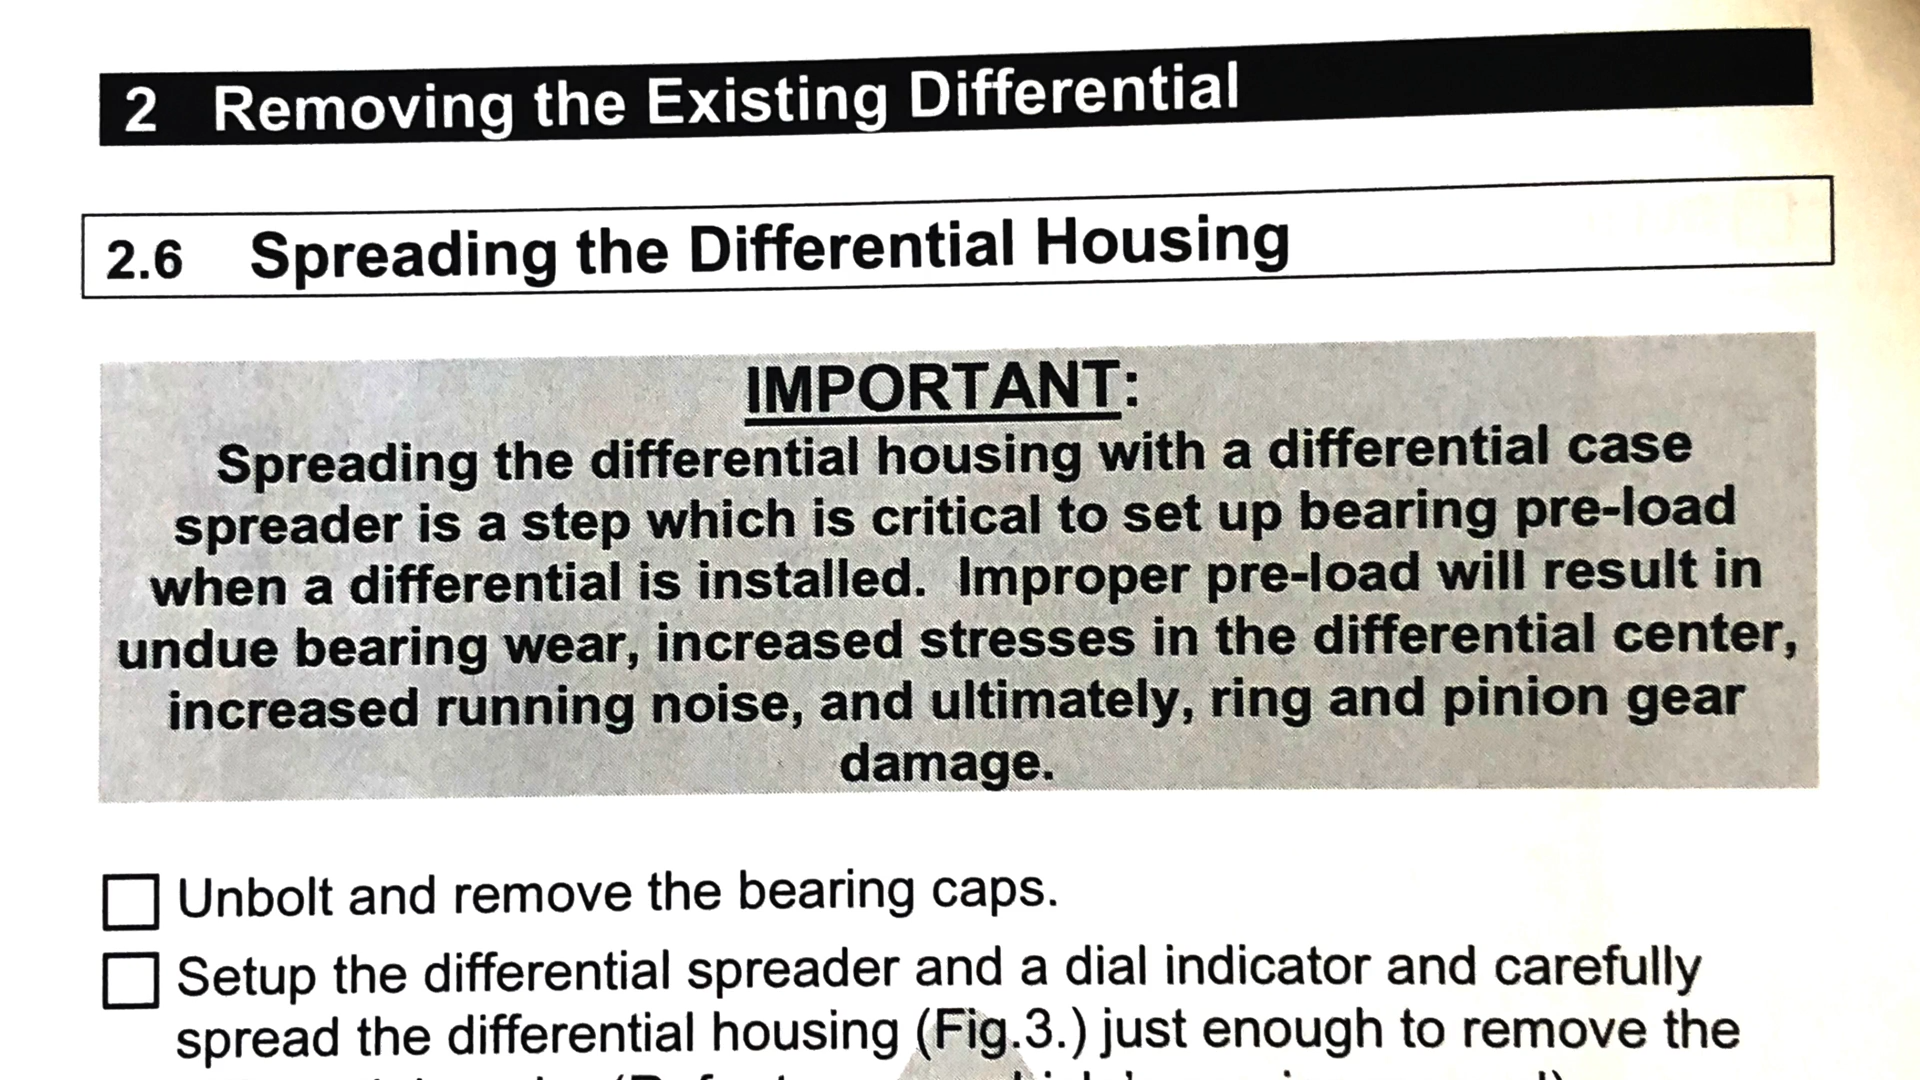 2 Removing the Existing Differential
2.6 Spreading the Differential Housing
IMPORTANT:
Spreading the differential housing with a differential case
spreader is a step which is critical to set up bearing pre-load
when a differential is installed. Improper pre-load will result in
undue bearing wear, increased stresses in the differential center,
increased running noise, and ultimately, ring and pinion gear
damage.
Unbolt and remove the bearing caps.
Setup the differential spreader and a dial indicator and carefully
spread the differential housing (Fig.3.) just enough to remove the